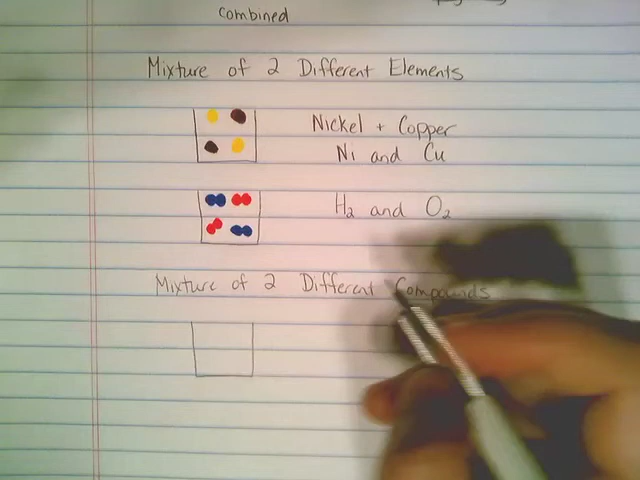 combined
Mixture of 2 Different Elements
Nickel + Copper
Ni and Cu
H₂ and O₂
Mixture of 2 Different Compounds